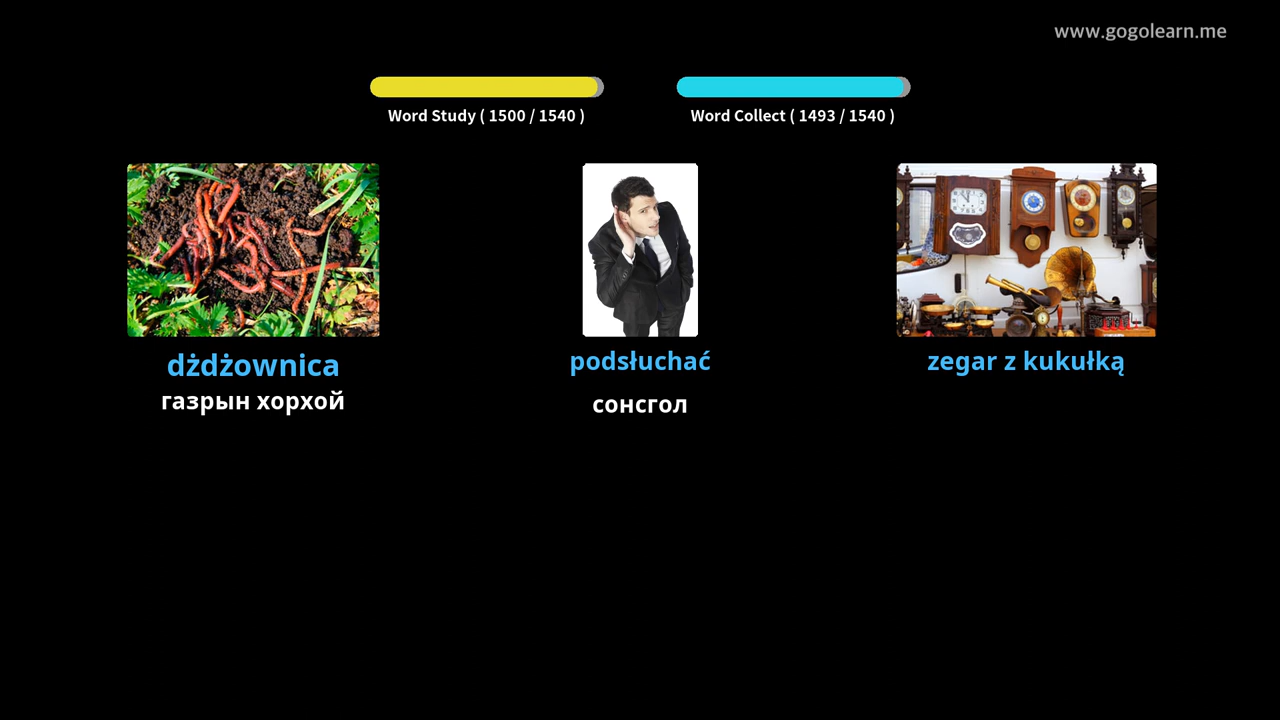 www.gogolearn.me
Word Study ( 1500 / 1540 )
Word Collect ( 1493 / 1540 )
dżdżownica
podsłuchać
zegar z kukułką
газрын хорхой
сонсгол